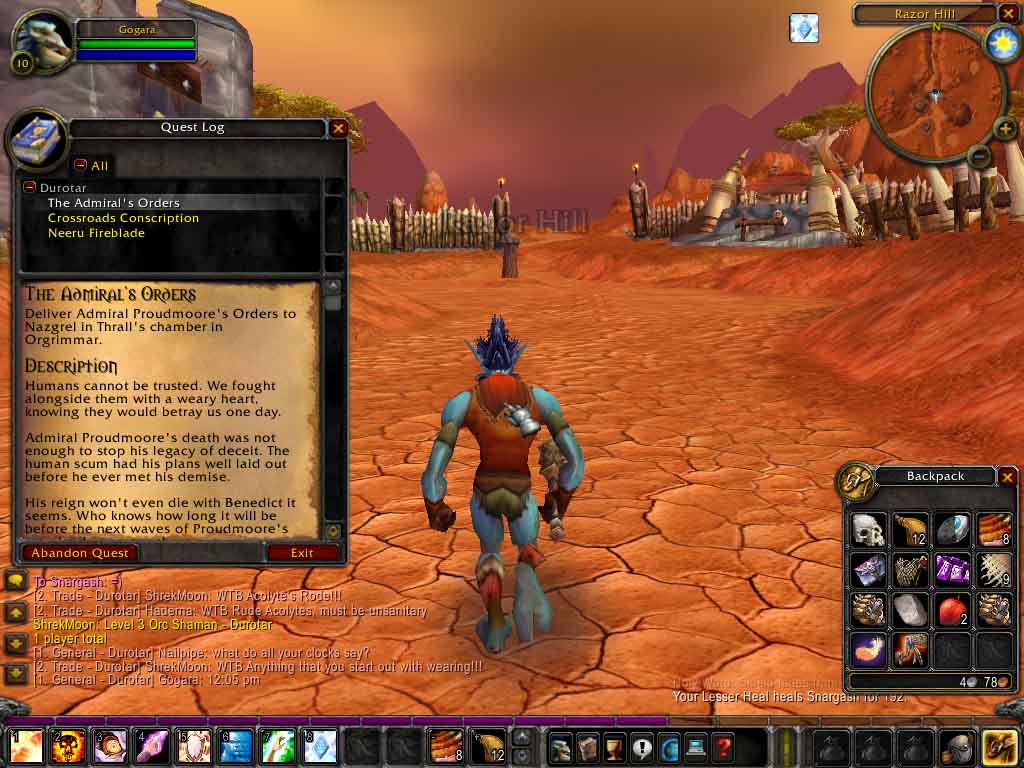 Gogara
10
Razor Hill
N
Quest Log
All
Durotar
The Admiral's Orders
Crossroads Conscription
Neeru Fireblade
Razor Hill
The Admiral's Orders
Deliver Admiral Proudmoore's Orders to
Nazgrel in Thrall's chamber in
Orgrimmar.
Description
Humans cannot be trusted. We fought
alongside them with a weary heart,
knowing they would betray us one day.
Admiral Proudmoore's death was not
enough to stop his legacy of deceit. The
human scum had his plans well laid out
before he ever met his demise.
His reign won't even die with Benedict it
seems. Who knows how long it will be
before the next waves of Proudmoore's
Abandon Quest
Exit
Backpack
12
8
9
2
4 78
To Snargash: =)
[2. Trade - Durotar] ShrekMoon: WTB Acolyte's Robe!!!
[2. Trade - Durotar] Hadema: WTB Rude Acolytes, must be unsanitary
ShrekMoon: Level 3 Orc Shaman - Durotar
1 player total
[1. General - Durotar] Nailpipe: what do all your clocks say?
[2. Trade - Durotar] ShrekMoon: WTB Anything that you start out with wearing!!!
[1. General - Durotar] Gogara: 12:05 pm
Your Lesser Heal heals Snargash for 192.
1 2 3 4 5 6 7 8
8 12